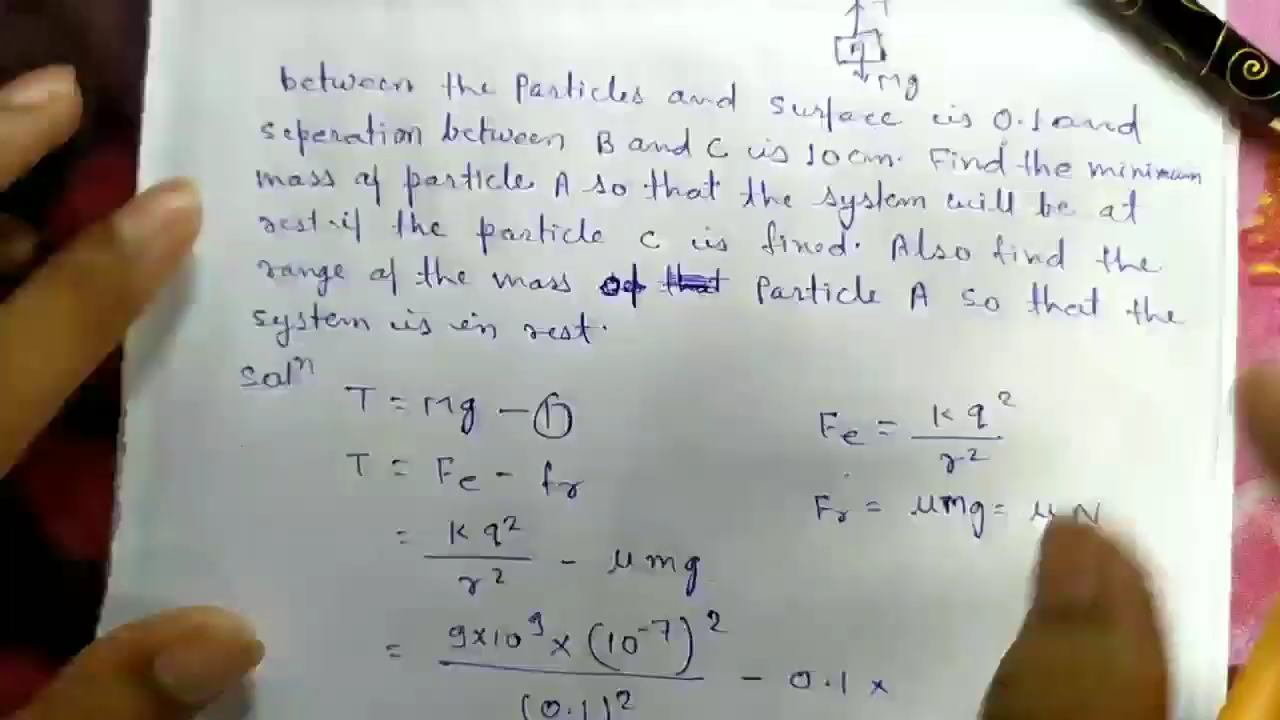 T
Mg
between the Particles and surface is 0.1 and
seperation between B and C is 10 cm. Find the minimum
mass of particle A so that the system will be at
rest if the particle C is fixed. Also find the
range of the mass of that Particle A so that the
system is in rest.
Solⁿ
T = Mg — ①
Fe = Kq² / r²
T = Fe - fr
Fr = μmg = μN
= Kq² / r² - μmg
= 9×10⁹ × (10⁻⁷)² / (0.1)² - 0.1 ×